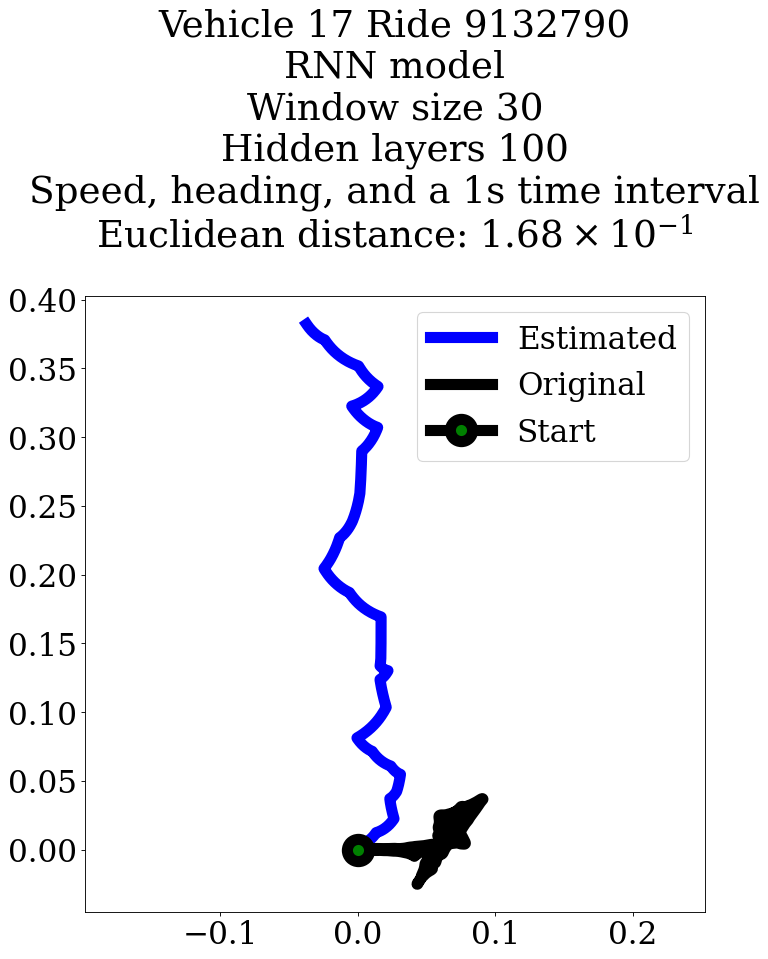 Vehicle 17 Ride 9132790
RNN model
Window size 30
Hidden layers 100
Speed, heading, and a 1s time interval
Euclidean distance: 1.68 × 10⁻¹
0.40
0.35
0.30
0.25
0.20
0.15
0.10
0.05
0.00
Estimated
Original
Start
−0.1
0.0
0.1
0.2